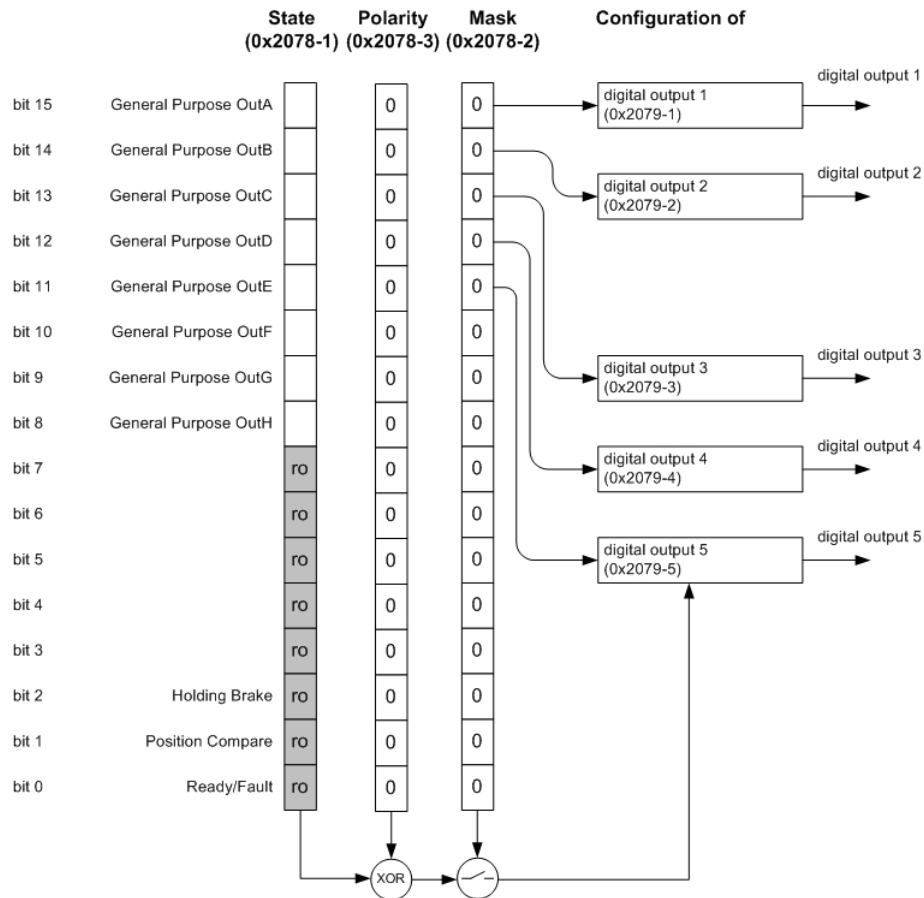 State Polarity Mask Configuration of
(0x2078-1) (0x2078-3) (0x2078-2)
digital output 1
bit 15 General Purpose OutA 0 0 digital output 1
(0x2079-1)
bit 14 General Purpose OutB 0 0
digital output 2
digital output 2
bit 13 General Purpose OutC 0 0 (0x2079-2)
bit 12 General Purpose OutD 0 0
bit 11 General Purpose OutE 0 0
bit 10 General Purpose OutF 0 0
digital output 3
bit 9 General Purpose OutG 0 0 digital output 3
(0x2079-3)
bit 8 General Purpose OutH 0 0
digital output 4
bit 7 ro 0 0 digital output 4
(0x2079-4)
bit 6 ro 0 0
digital output 5
bit 5 ro 0 0 digital output 5
(0x2079-5)
bit 4 ro 0 0
bit 3 ro 0 0
bit 2 Holding Brake ro 0 0
bit 1 Position Compare ro 0 0
bit 0 Ready/Fault ro 0 0
XOR